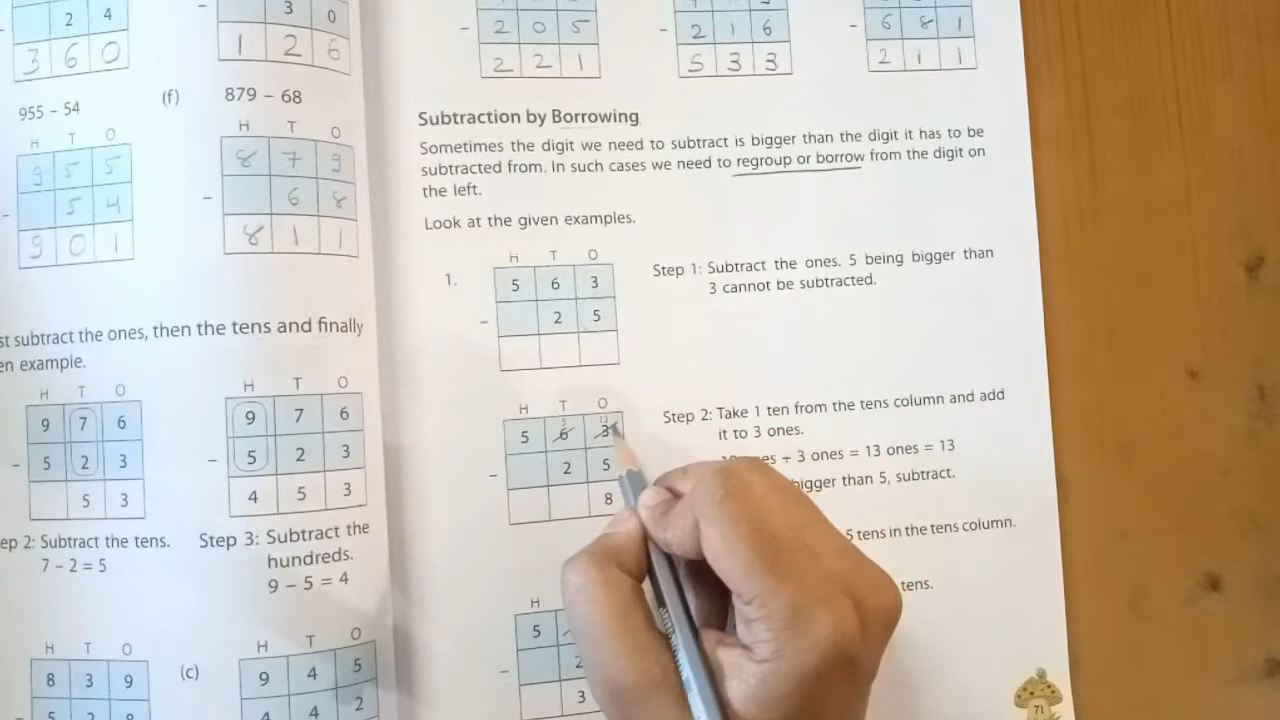 2 4
3 6 0
3 0
1 2 6
955 – 54
H T O
9 5 5
- 5 4
9 0 1
(f) 879 – 68
H T O
8 7 9
- 6 8
8 1 1
st subtract the ones, then the tens and finally
en example.
H T O
9 7 6
- 5 2 3
5 3
ep 2: Subtract the tens.
7 – 2 = 5
H T O
9 7 6
- 5 2 3
4 5 3
Step 3: Subtract the
hundreds.
9 – 5 = 4
H T O
8 3 9
(c)
H T O
9 4 5
4 4 2
- 2 0 5
2 2 1
- 2 1 6
5 3 3
- 6 8 1
2 1 1
Subtraction by Borrowing
Sometimes the digit we need to subtract is bigger than the digit it has to be
subtracted from. In such cases we need to regroup or borrow from the digit on
the left.
Look at the given examples.
1.
H T O
5 6 3
- 2 5
Step 1: Subtract the ones. 5 being bigger than
3 cannot be subtracted.
H T O
5 13
5 6 3
- 2 5
8
Step 2: Take 1 ten from the tens column and add
it to 3 ones.
+ 3 ones = 13 ones = 13
bigger than 5, subtract.
5 tens in the tens column.
tens.
H
5
- 2
3
71